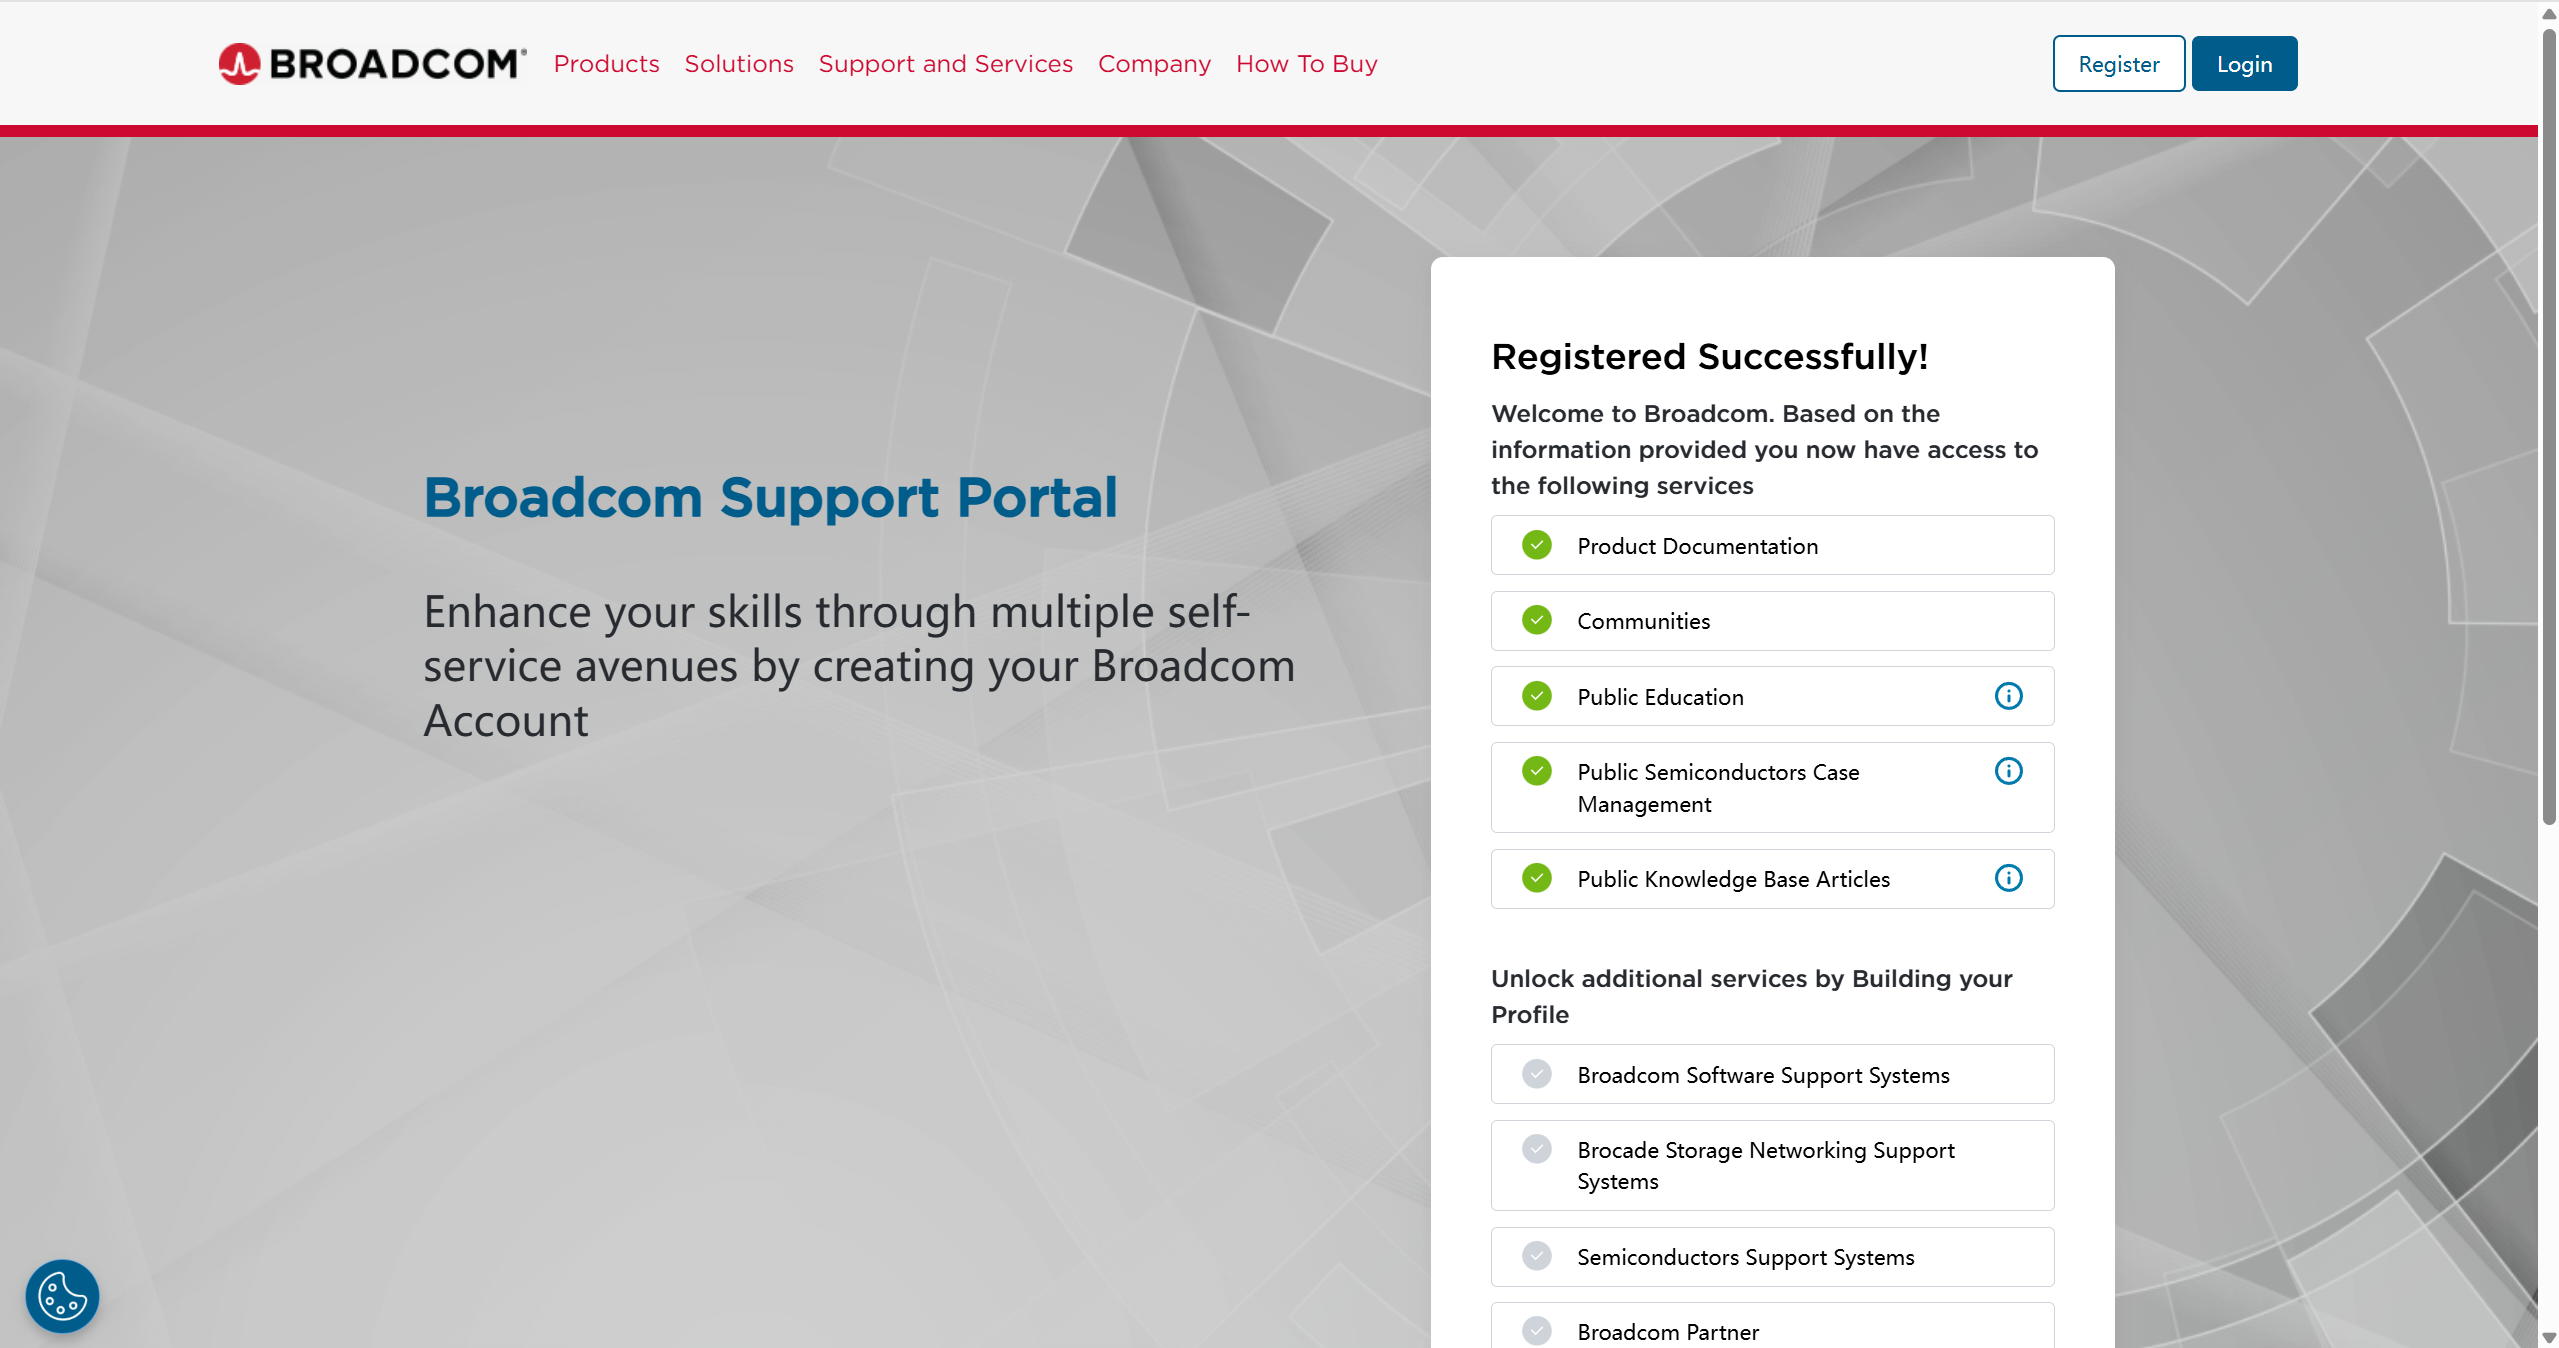 BROADCOM®
Products Solutions Support and Services Company How To Buy
Register Login
Broadcom Support Portal
Enhance your skills through multiple self-
service avenues by creating your Broadcom
Account
Registered Successfully!
Welcome to Broadcom. Based on the
information provided you now have access to
the following services
Product Documentation
Communities
Public Education
Public Semiconductors Case
Management
Public Knowledge Base Articles
Unlock additional services by Building your
Profile
Broadcom Software Support Systems
Brocade Storage Networking Support
Systems
Semiconductors Support Systems
Broadcom Partner